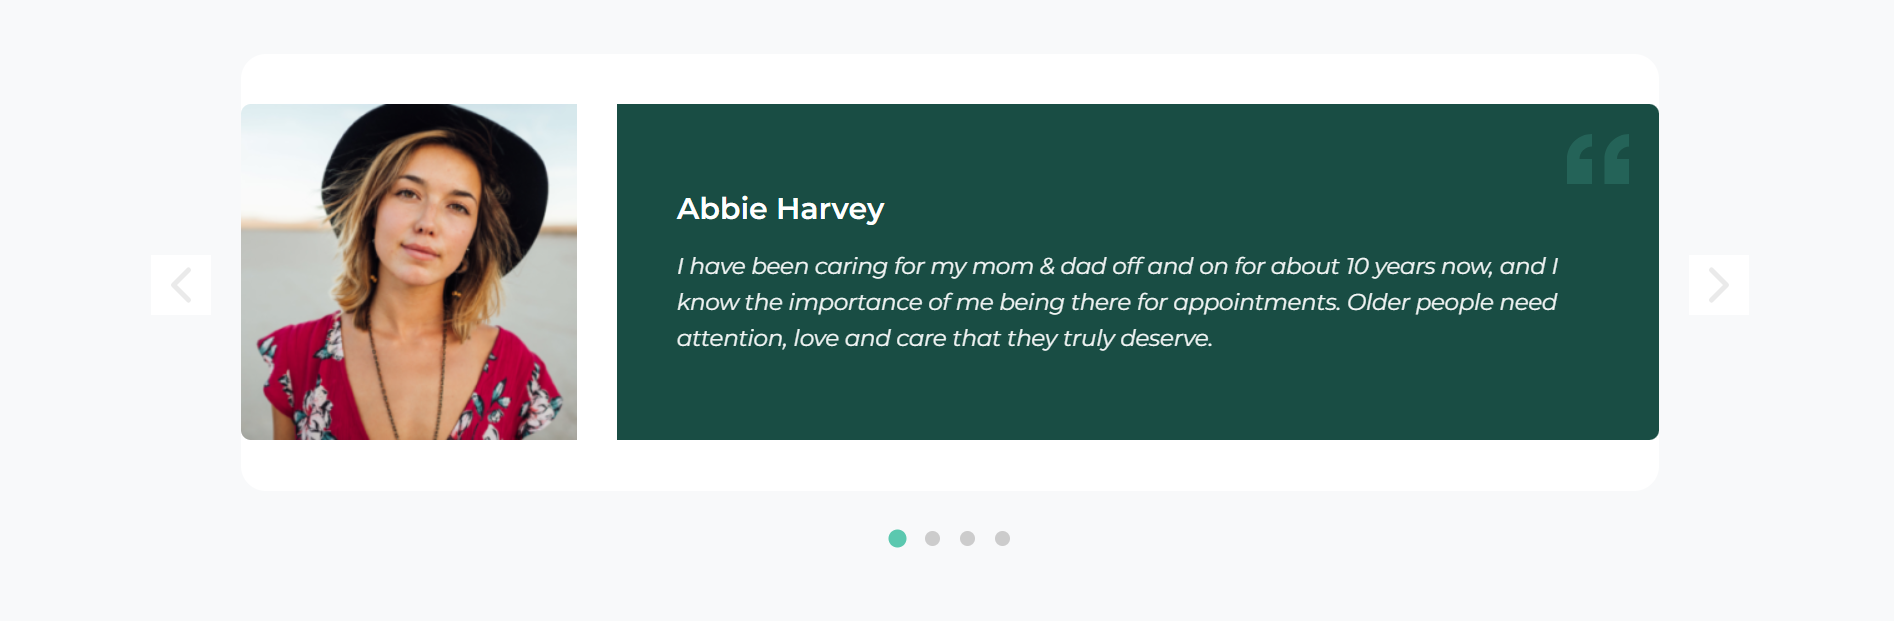 Abbie Harvey
I have been caring for my mom & dad off and on for about 10 years now, and I
know the importance of me being there for appointments. Older people need
attention, love and care that they truly deserve.